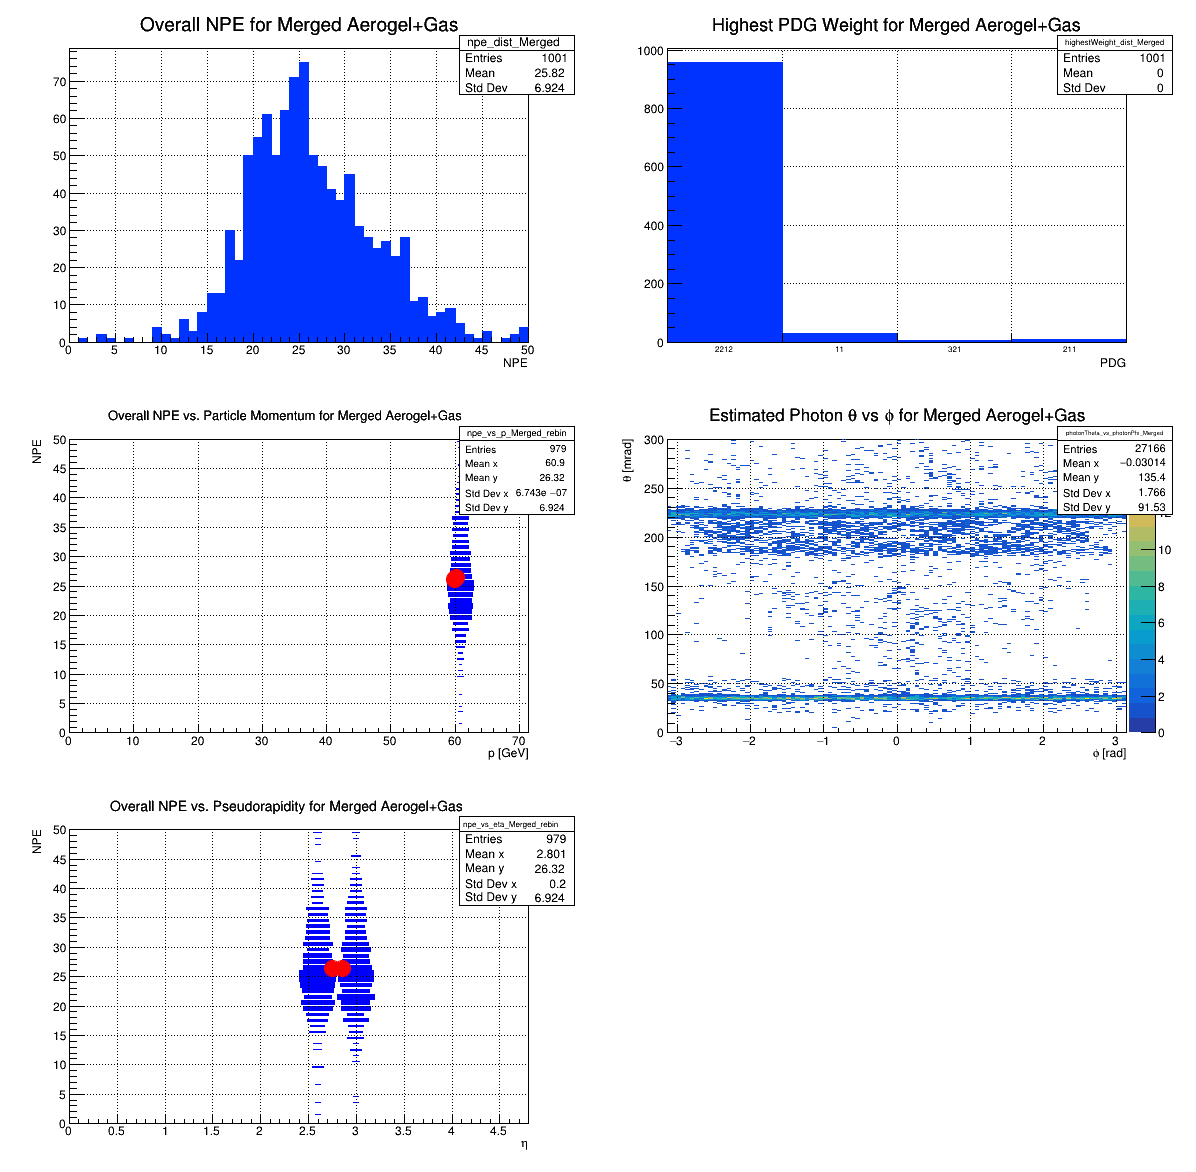 Overall NPE for Merged Aerogel+Gas
npe_dist_Merged
Entries 1001
Mean 25.82
Std Dev 6.924
70
60
50
40
30
20
10
0
0 5 10 15 20 25 30 35 40 45 50
NPE
Highest PDG Weight for Merged Aerogel+Gas
highestWeight_dist_Merged
Entries 1001
Mean 0
Std Dev 0
1000
800
600
400
200
0
2212 11 321 211
PDG
Overall NPE vs. Particle Momentum for Merged Aerogel+Gas
npe_vs_p_Merged_rebin
Entries 979
Mean x 60.9
Mean y 26.32
Std Dev x 6.743e −07
Std Dev y 6.924
NPE
50
45
40
35
30
25
20
15
10
5
0
0 10 20 30 40 50 60 70
p [GeV]
Estimated Photon θ vs ϕ for Merged Aerogel+Gas
photonTheta_vs_photonPhi_Merged
Entries 27166
Mean x −0.03014
Mean y 135.4
Std Dev x 1.766
Std Dev y 91.53
θ [mrad]
300
250
200
150
100
50
0
−3 −2 −1 0 1 2 3
ϕ [rad]
12
10
8
6
4
2
0
Overall NPE vs. Pseudorapidity for Merged Aerogel+Gas
npe_vs_eta_Merged_rebin
Entries 979
Mean x 2.801
Mean y 26.32
Std Dev x 0.2
Std Dev y 6.924
NPE
50
45
40
35
30
25
20
15
10
5
0
0 0.5 1 1.5 2 2.5 3 3.5 4 4.5
η